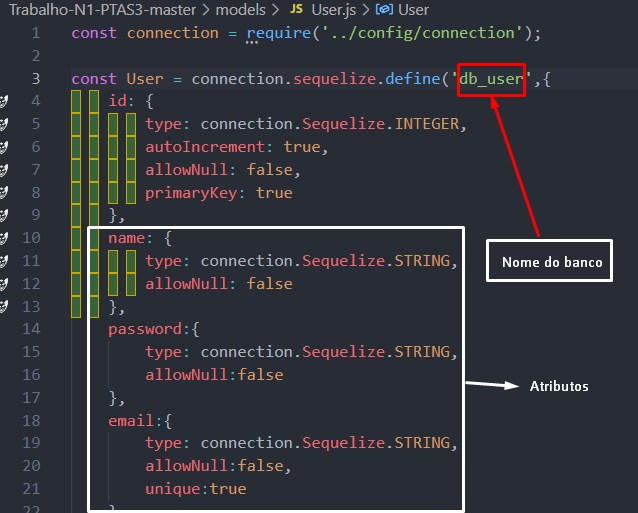 Trabalho-N1-PTAS3-master > models > JS User.js > User
1 const connection = require('../config/connection');
2
3 const User = connection.sequelize.define('db_user',{
4 id: {
5 type: connection.Sequelize.INTEGER,
6 autoIncrement: true,
7 allowNull: false,
8 primaryKey: true
9 },
10 name: {
11 type: connection.Sequelize.STRING,
12 allowNull: false
13 },
14 password:{
15 type: connection.Sequelize.STRING,
16 allowNull:false
17 },
18 email:{
19 type: connection.Sequelize.STRING,
20 allowNull:false,
21 unique:true
22 }
Nome do banco
Atributos